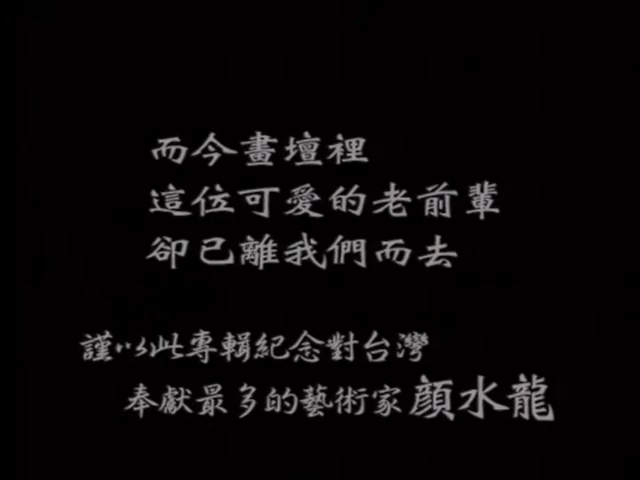 而今畫壇裡
這位可愛的老前輩
卻已離我們而去
謹以此專輯紀念對台灣
奉獻最多的藝術家顏水龍